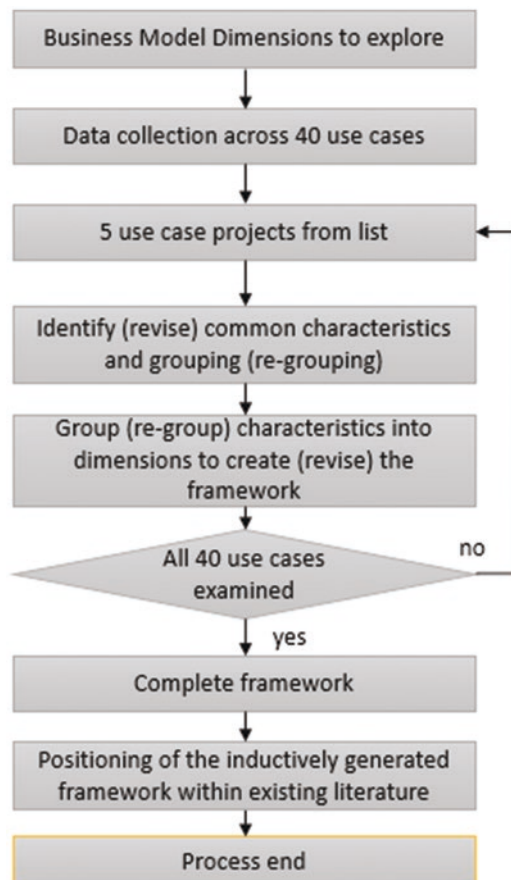 Business Model Dimensions to explore
Data collection across 40 use cases
5 use case projects from list
Identify (revise) common characteristics
and grouping (re-grouping)
Group (re-group) characteristics into
dimensions to create (revise) the
framework
All 40 use cases
examined
no
yes
Complete framework
Positioning of the inductively generated
framework within existing literature
Process end